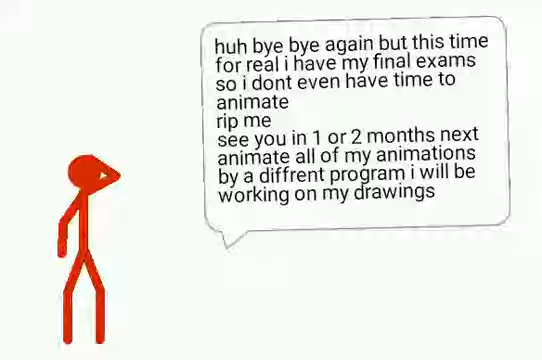 huh bye bye again but this time
for real i have my final exams
so i dont even have time to
animate
rip me
see you in 1 or 2 months next
animate all of my animations
by a diffrent program i will be
working on my drawings